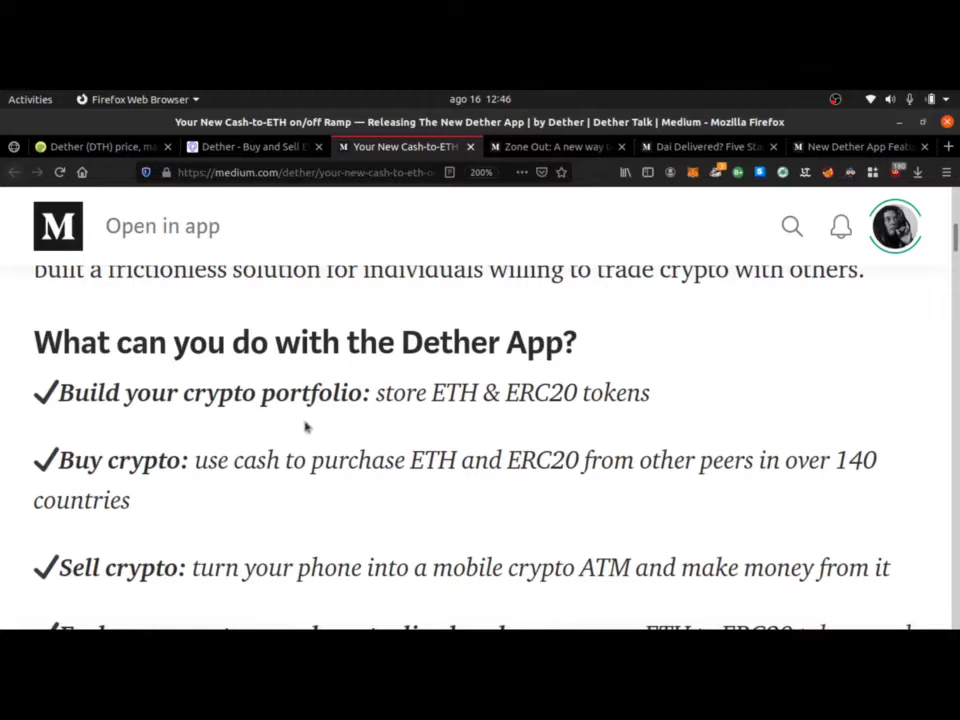 Activities Firefox Web Browser ago 16 12:46
Your New Cash-to-ETH on/off Ramp — Releasing The New Dether App | by Dether | Dether Talk | Medium - Mozilla Firefox
Dether (DTH) price, ma Dether - Buy and Sell E Your New Cash-to-ETH Zone Out: A new way t Dai Delivered? Five Sta New Dether App Feat
https://medium.com/dether/your-new-cash-to-eth-o 200%
M Open in app
built a frictionless solution for individuals willing to trade crypto with others.
What can you do with the Dether App?
✔Build your crypto portfolio: store ETH & ERC20 tokens
✔Buy crypto: use cash to purchase ETH and ERC20 from other peers in over 140
countries
✔Sell crypto: turn your phone into a mobile crypto ATM and make money from it